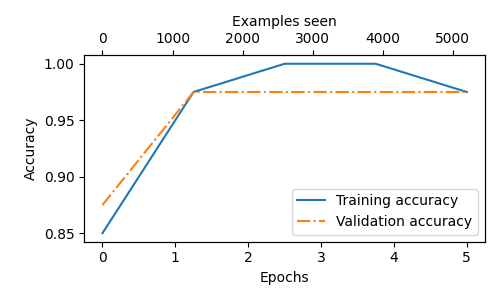 Examples seen
0 1000 2000 3000 4000 5000
1.00
0.95
0.90
0.85
Accuracy
Training accuracy
Validation accuracy
0 1 2 3 4 5
Epochs